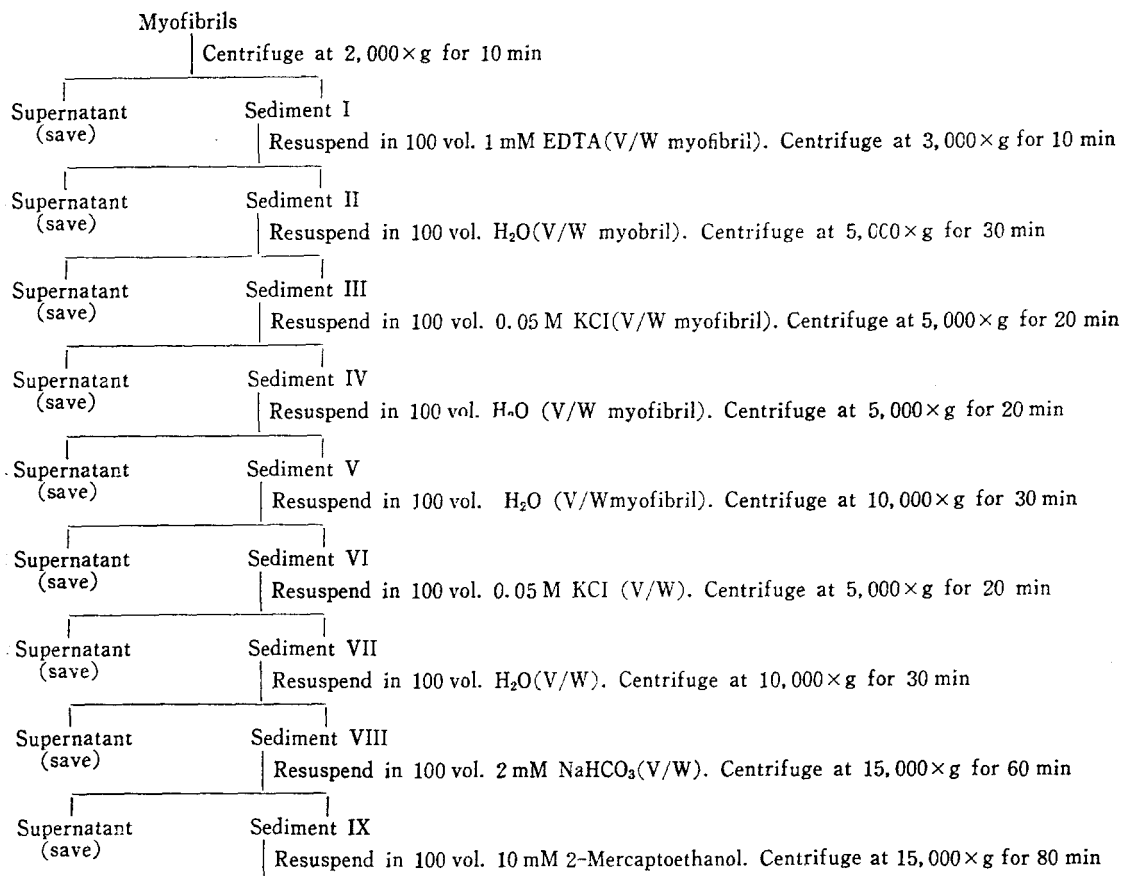 Myofibrils
Centrifuge at 2,000×g for 10 min
Supernatant
(save)
Sediment I
Resuspend in 100 vol. 1 mM EDTA(V/W myofibril). Centrifuge at 3,000×g for 10 min
Supernatant
(save)
Sediment II
Resuspend in 100 vol. H₂O(V/W myobril). Centrifuge at 5,000×g for 30 min
Supernatant
(save)
Sediment III
Resuspend in 100 vol. 0.05 M KCl(V/W myofibril). Centrifuge at 5,000×g for 20 min
Supernatant
(save)
Sediment IV
Resuspend in 100 vol. H₂O (V/W myofibril). Centrifuge at 5,000×g for 20 min
Supernatant
(save)
Sediment V
Resuspend in 100 vol. H₂O (V/Wmyofibril). Centrifuge at 10,000×g for 30 min
Supernatant
(save)
Sediment VI
Resuspend in 100 vol. 0.05 M KCl (V/W). Centrifuge at 5,000×g for 20 min
Supernatant
(save)
Sediment VII
Resuspend in 100 vol. H₂O(V/W). Centrifuge at 10,000×g for 30 min
Supernatant
(save)
Sediment VIII
Resuspend in 100 vol. 2 mM NaHCO₃(V/W). Centrifuge at 15,000×g for 60 min
Supernatant
(save)
Sediment IX
Resuspend in 100 vol. 10 mM 2-Mercaptoethanol. Centrifuge at 15,000×g for 80 min